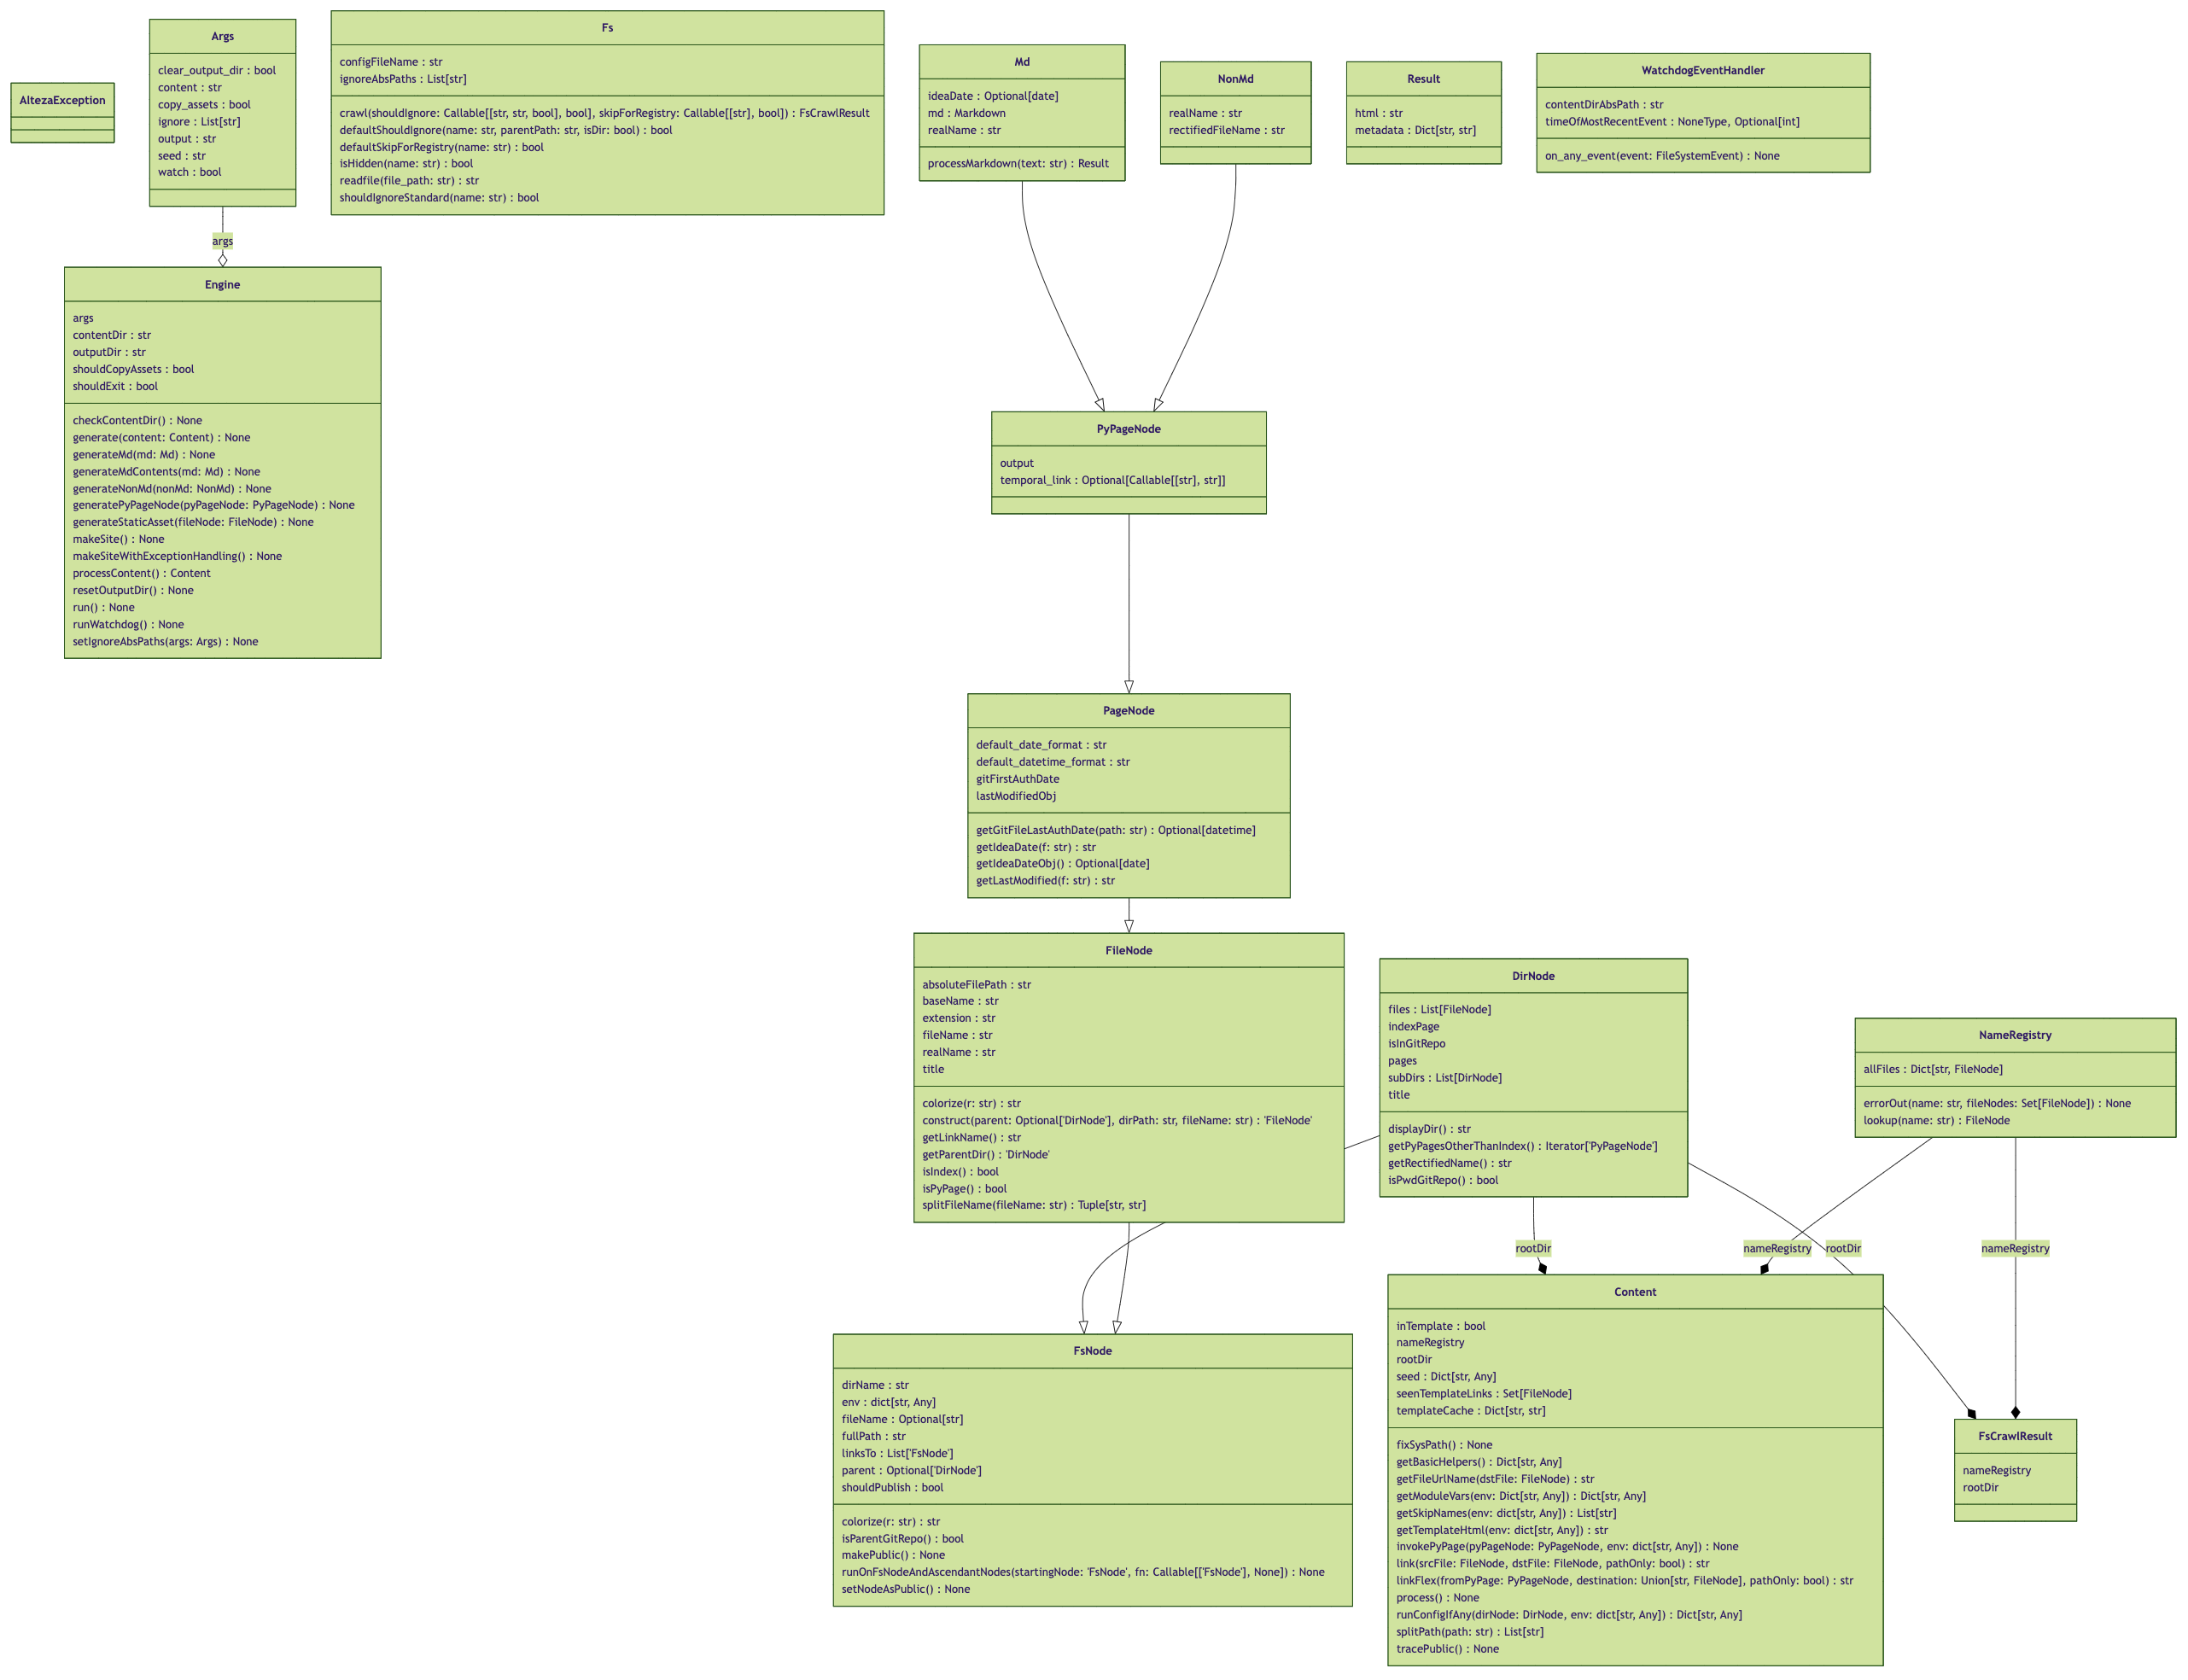 AltezaException
Args
clear_output_dir : bool
content : str
copy_assets : bool
ignore : List[str]
output : str
seed : str
watch : bool
args
Engine
args
contentDir : str
outputDir : str
shouldCopyAssets : bool
shouldExit : bool
checkContentDir() : None
generate(content: Content) : None
generateMd(md: Md) : None
generateMdContents(md: Md) : None
generateNonMd(nonMd: NonMd) : None
generatePyPageNode(pyPageNode: PyPageNode) : None
generateStaticAsset(fileNode: FileNode) : None
makeSite() : None
makeSiteWithExceptionHandling() : None
processContent() : Content
resetOutputDir() : None
run() : None
runWatchdog() : None
setIgnoreAbsPaths(args: Args) : None
Fs
configFileName : str
ignoreAbsPaths : List[str]
crawl(shouldIgnore: Callable[[str, str, bool], bool], skipForRegistry: Callable[[str], bool]) : FsCrawlResult
defaultShouldIgnore(name: str, parentPath: str, isDir: bool) : bool
defaultSkipForRegistry(name: str) : bool
isHidden(name: str) : bool
readfile(file_path: str) : str
shouldIgnoreStandard(name: str) : bool
Md
ideaDate : Optional[date]
md : Markdown
realName : str
processMarkdown(text: str) : Result
NonMd
realName : str
rectifiedFileName : str
Result
html : str
metadata : Dict[str, str]
WatchdogEventHandler
contentDirAbsPath : str
timeOfMostRecentEvent : NoneType, Optional[int]
on_any_event(event: FileSystemEvent) : None
PyPageNode
output
temporal_link : Optional[Callable[[str], str]]
PageNode
default_date_format : str
default_datetime_format : str
gitFirstAuthDate
lastModifiedObj
getGitFileLastAuthDate(path: str) : Optional[datetime]
getIdeaDate(f: str) : str
getIdeaDateObj() : Optional[date]
getLastModified(f: str) : str
FileNode
absoluteFilePath : str
baseName : str
extension : str
fileName : str
realName : str
title
colorize(r: str) : str
construct(parent: Optional['DirNode'], dirPath: str, fileName: str) : 'FileNode'
getLinkName() : str
getParentDir() : 'DirNode'
isIndex() : bool
isPyPage() : bool
splitFileName(fileName: str) : Tuple[str, str]
DirNode
files : List[FileNode]
indexPage
isInGitRepo
pages
subDirs : List[DirNode]
title
displayDir() : str
getPyPagesOtherThanIndex() : Iterator['PyPageNode']
getRectifiedName() : str
isPwdGitRepo() : bool
NameRegistry
allFiles : Dict[str, FileNode]
errorOut(name: str, fileNodes: Set[FileNode]) : None
lookup(name: str) : FileNode
rootDir
nameRegistry
rootDir
nameRegistry
FsNode
dirName : str
env : dict[str, Any]
fileName : Optional[str]
fullPath : str
linksTo : List['FsNode']
parent : Optional['DirNode']
shouldPublish : bool
colorize(r: str) : str
isParentGitRepo() : bool
makePublic() : None
runOnFsNodeAndAscendantNodes(startingNode: 'FsNode', fn: Callable[['FsNode'], None]) : None
setNodeAsPublic() : None
Content
inTemplate : bool
nameRegistry
rootDir
seed : Dict[str, Any]
seenTemplateLinks : Set[FileNode]
templateCache : Dict[str, str]
fixSysPath() : None
getBasicHelpers() : Dict[str, Any]
getFileUrlName(dstFile: FileNode) : str
getModuleVars(env: Dict[str, Any]) : Dict[str, Any]
getSkipNames(env: dict[str, Any]) : List[str]
getTemplateHtml(env: dict[str, Any]) : str
invokePyPage(pyPageNode: PyPageNode, env: dict[str, Any]) : None
link(srcFile: FileNode, dstFile: FileNode, pathOnly: bool) : str
linkFlex(fromPyPage: PyPageNode, destination: Union[str, FileNode], pathOnly: bool) : str
process() : None
runConfigIfAny(dirNode: DirNode, env: dict[str, Any]) : Dict[str, Any]
splitPath(path: str) : List[str]
tracePublic() : None
FsCrawlResult
nameRegistry
rootDir